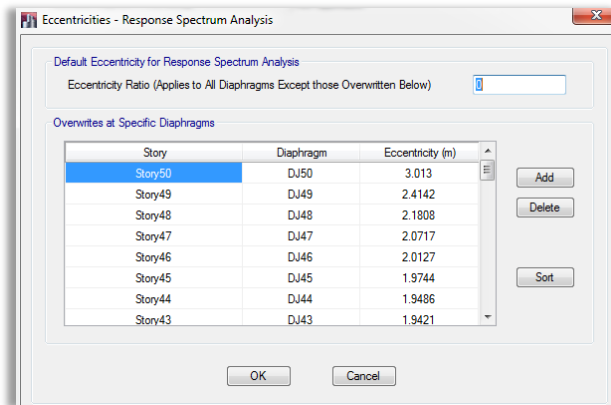 Eccentricities - Response Spectrum Analysis
Default Eccentricity for Response Spectrum Analysis
Eccentricity Ratio (Applies to All Diaphragms Except those Overwritten Below) 0
Overwrites at Specific Diaphragms
Story Diaphragm Eccentricity (m)
Story50 DJ50 3.013
Story49 DJ49 2.4142
Story48 DJ48 2.1808
Story47 DJ47 2.0717
Story46 DJ46 2.0127
Story45 DJ45 1.9744
Story44 DJ44 1.9486
Story43 DJ43 1.9421
Add
Delete
Sort
OK Cancel